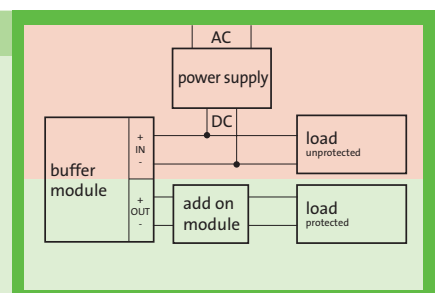 AC
power supply
DC
+
IN
-
load
unprotected
buffer
module
+
OUT
-
add on
module
load
protected